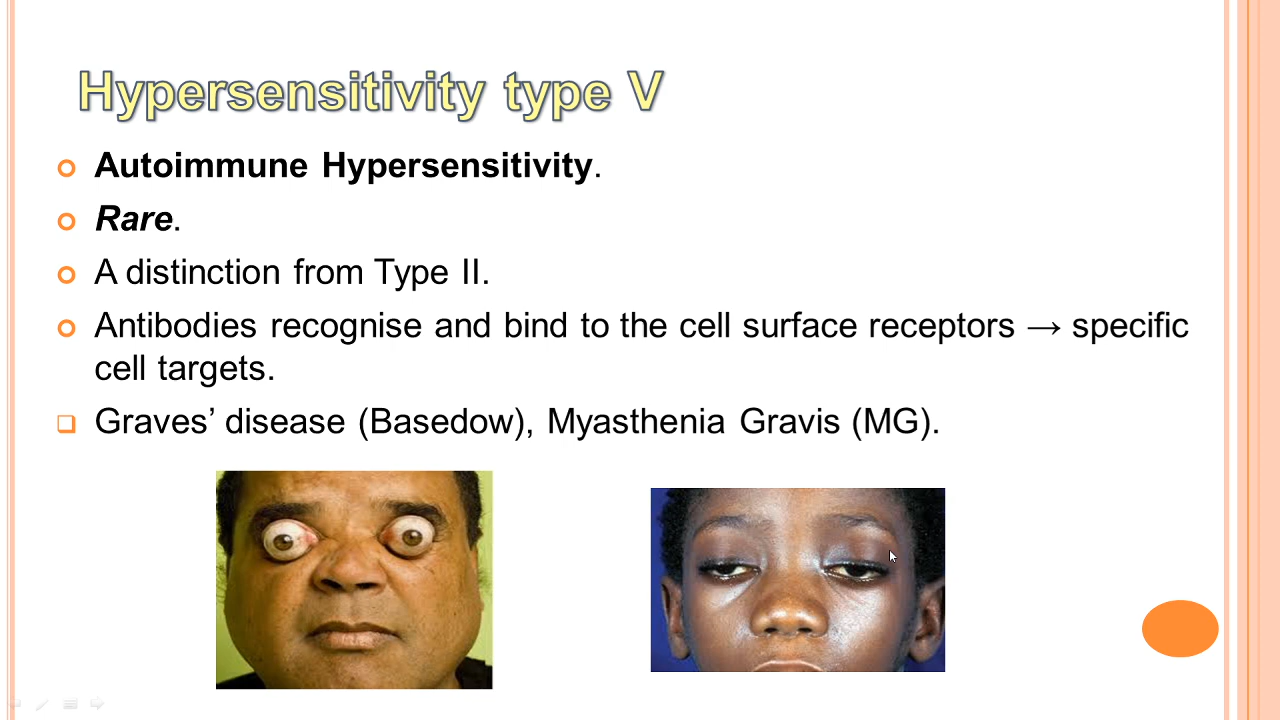 Hypersensitivity type V
Autoimmune Hypersensitivity.
Rare.
A distinction from Type II.
Antibodies recognise and bind to the cell surface receptors → specific
cell targets.
Graves’ disease (Basedow), Myasthenia Gravis (MG).